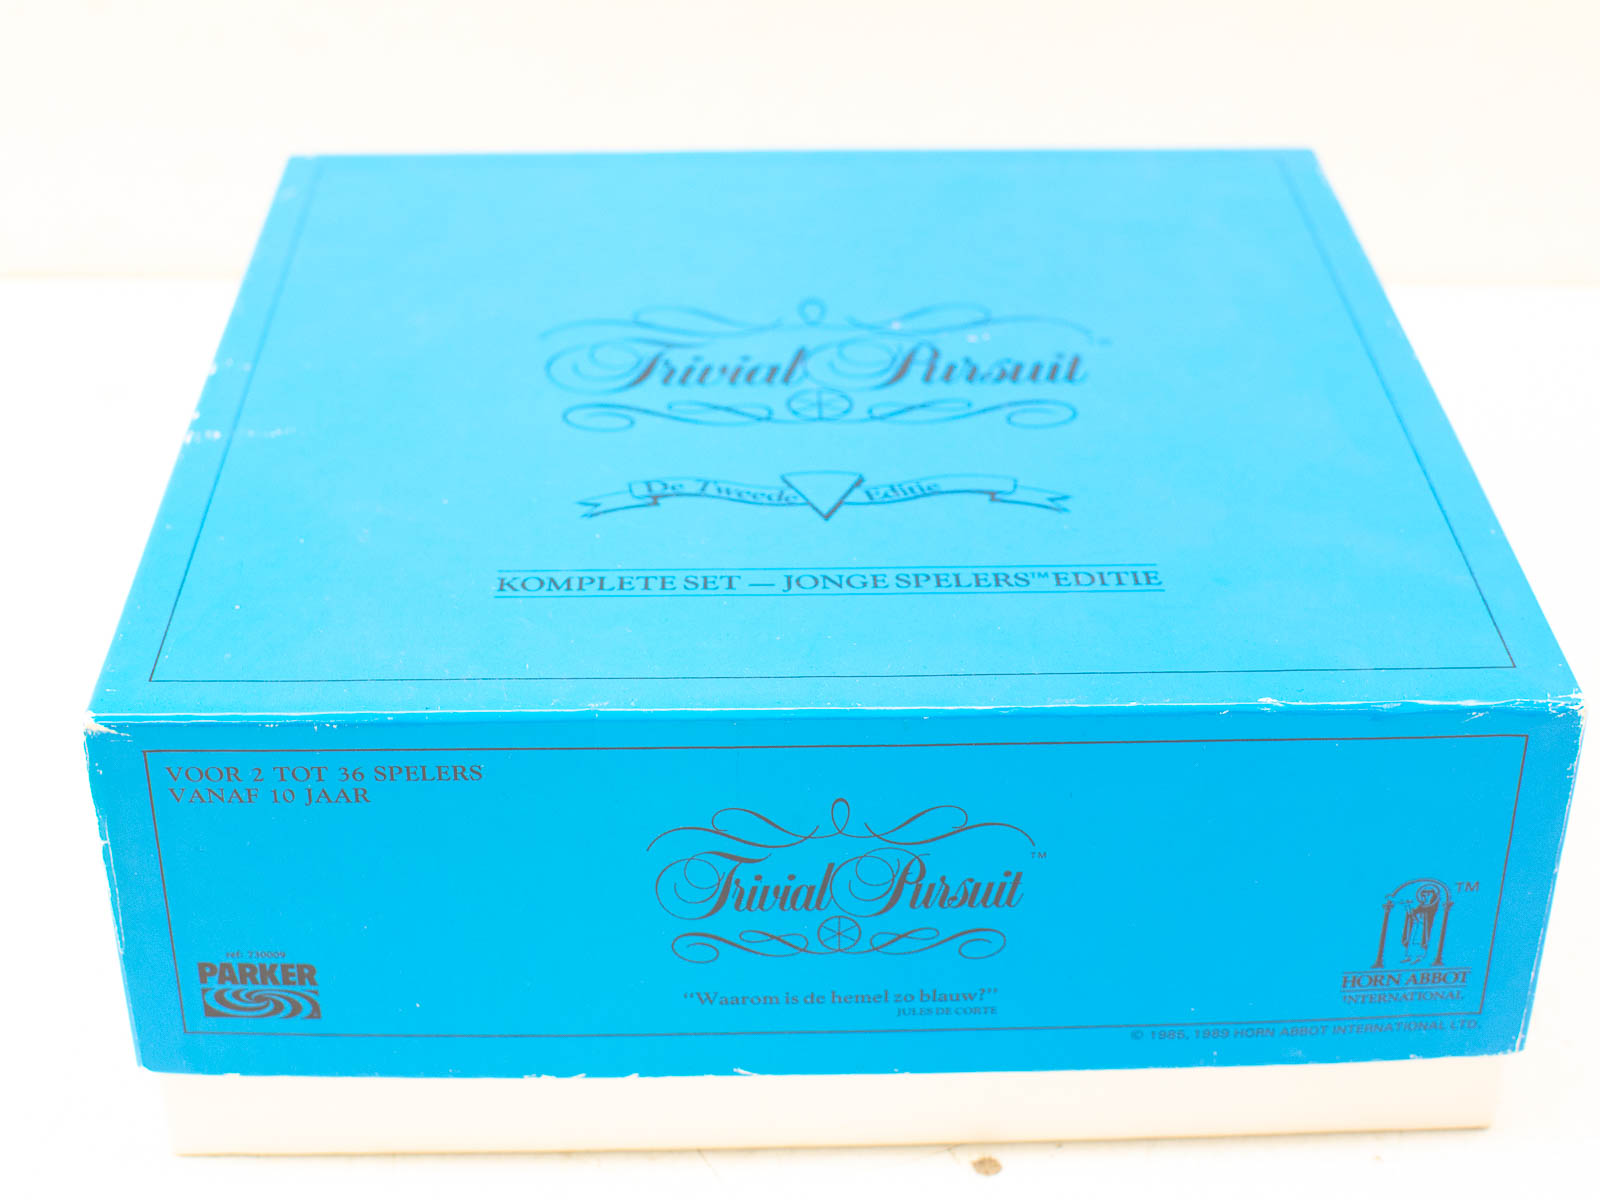 Trivial Pursuit
De Tweede Editie
KOMPLETE SET — JONGE SPELERS™ EDITIE
VOOR 2 TOT 36 SPELERS
VANAF 10 JAAR
Trivial Pursuit™
ref: 230009
PARKER
"Waarom is de hemel zo blauw?"
JULES DE CORTE
™
HORN ABBOT
INTERNATIONAL
© 1985, 1989 HORN ABBOT INTERNATIONAL LTD.